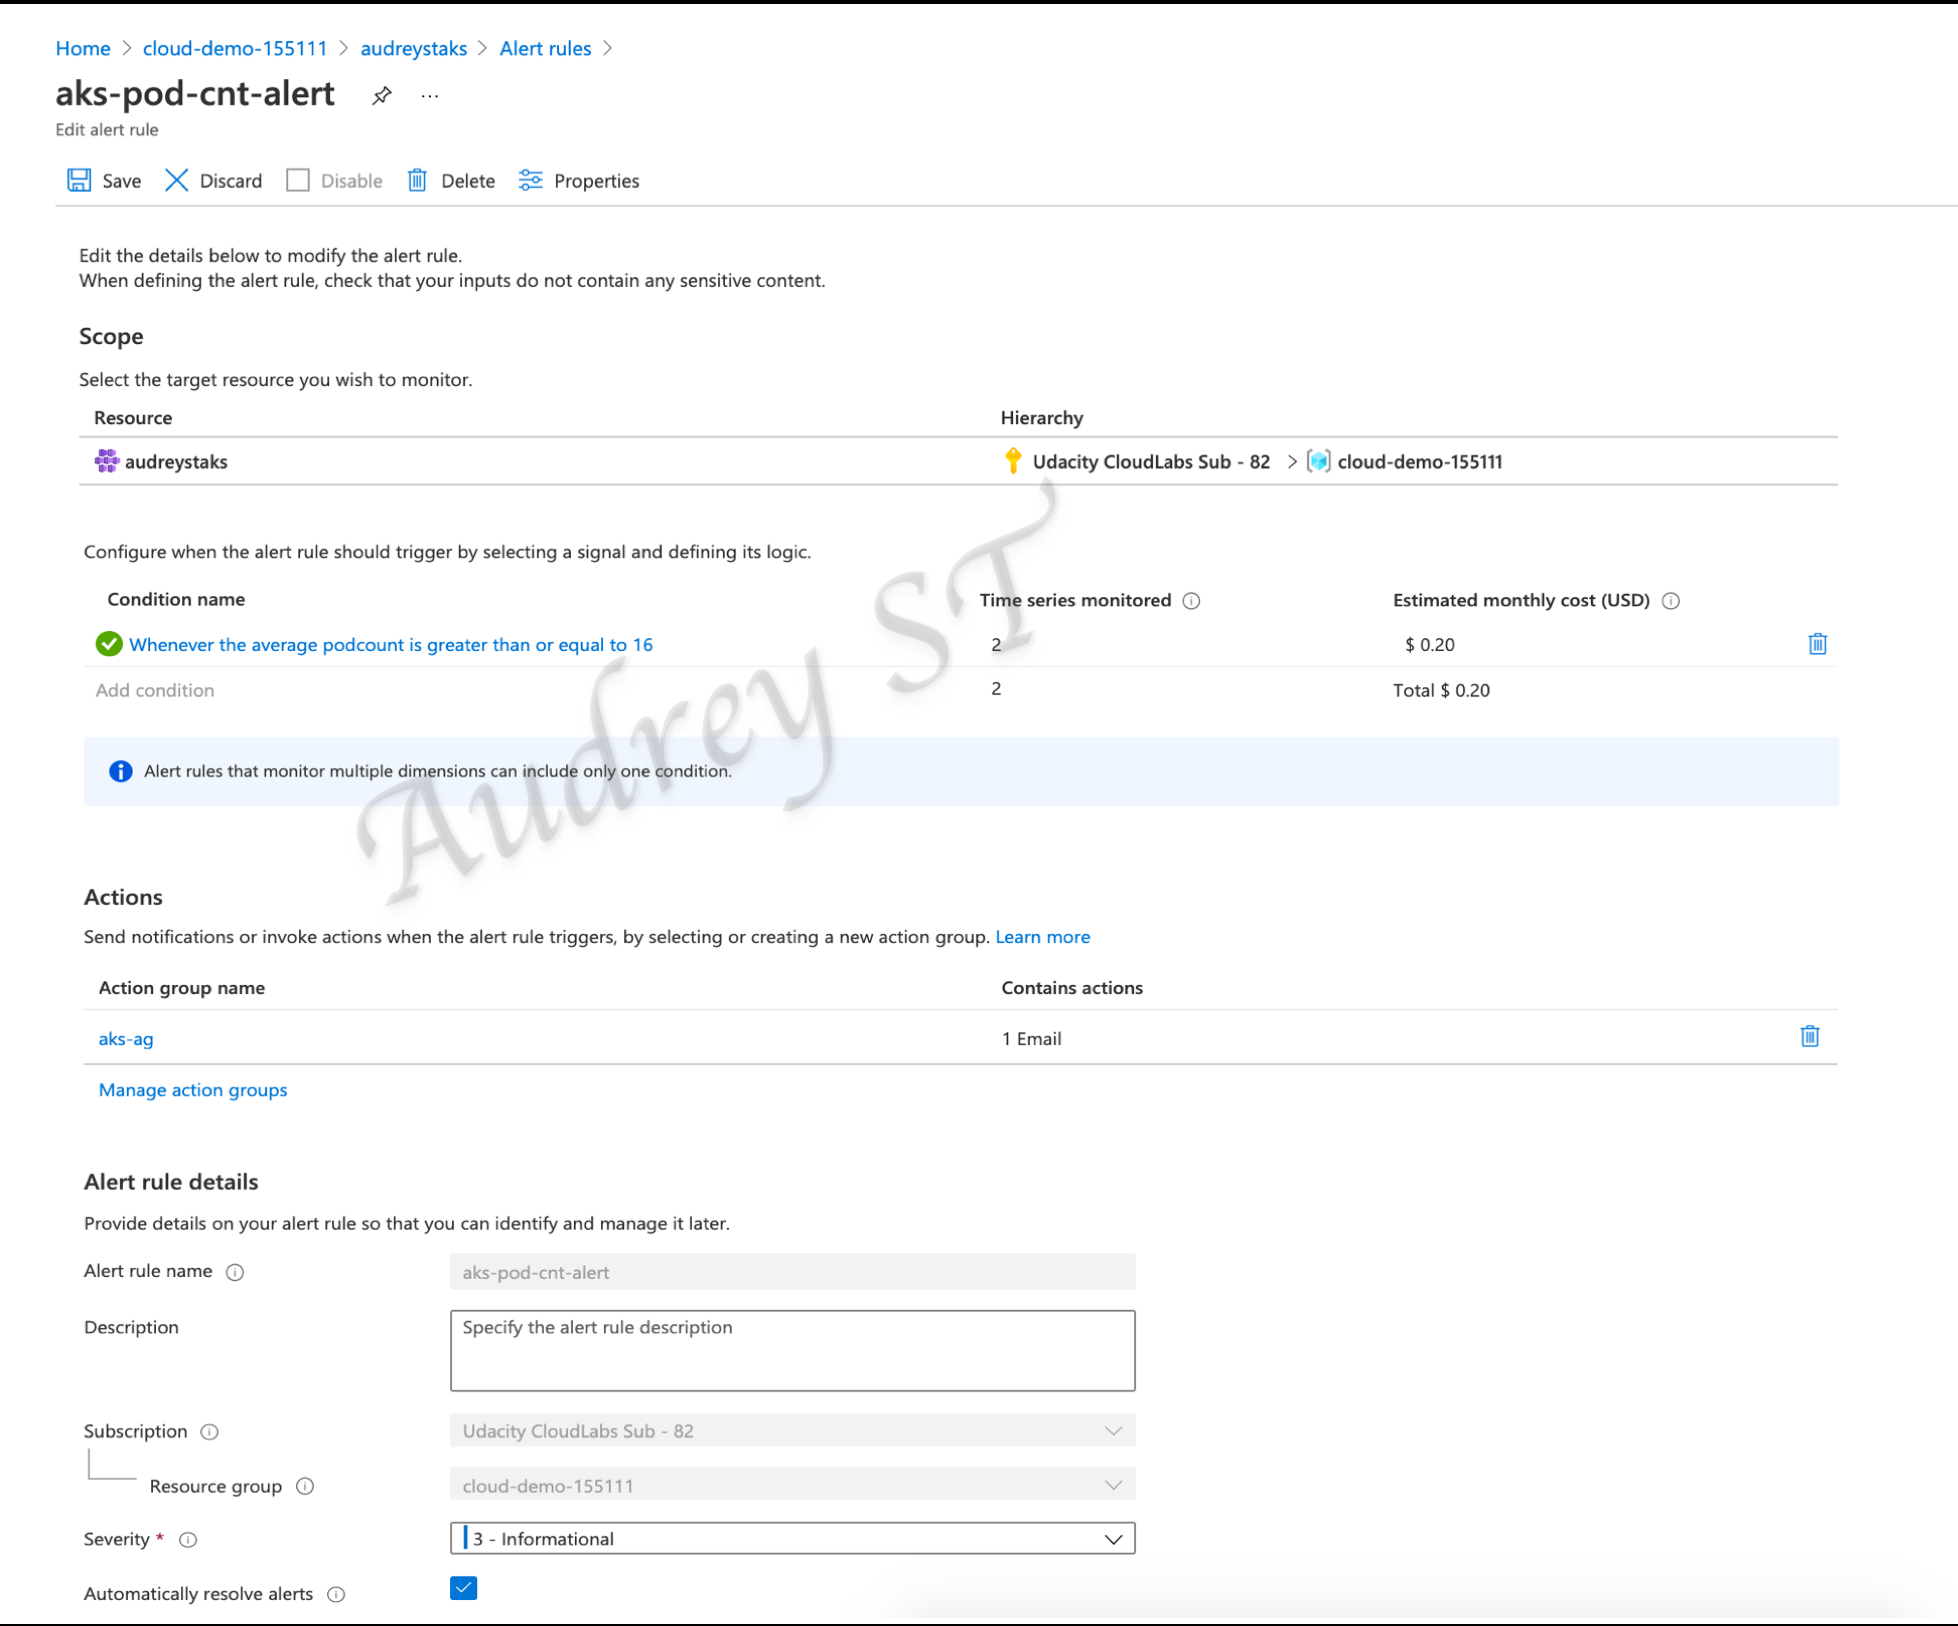 Home > cloud-demo-155111 > audreystaks > Alert rules >
aks-pod-cnt-alert ...
Edit alert rule
Save Discard Disable Delete Properties
Edit the details below to modify the alert rule.
When defining the alert rule, check that your inputs do not contain any sensitive content.
Scope
Select the target resource you wish to monitor.
Resource Hierarchy
audreystaks Udacity CloudLabs Sub - 82 > cloud-demo-155111
Configure when the alert rule should trigger by selecting a signal and defining its logic.
Condition name Time series monitored Estimated monthly cost (USD)
Whenever the average podcount is greater than or equal to 16 2 $ 0.20
Add condition 2 Total $ 0.20
Alert rules that monitor multiple dimensions can include only one condition.
Audrey ST
Actions
Send notifications or invoke actions when the alert rule triggers, by selecting or creating a new action group. Learn more
Action group name Contains actions
aks-ag 1 Email
Manage action groups
Alert rule details
Provide details on your alert rule so that you can identify and manage it later.
Alert rule name aks-pod-cnt-alert
Description Specify the alert rule description
Subscription Udacity CloudLabs Sub - 82
Resource group cloud-demo-155111
Severity * 3 - Informational
Automatically resolve alerts